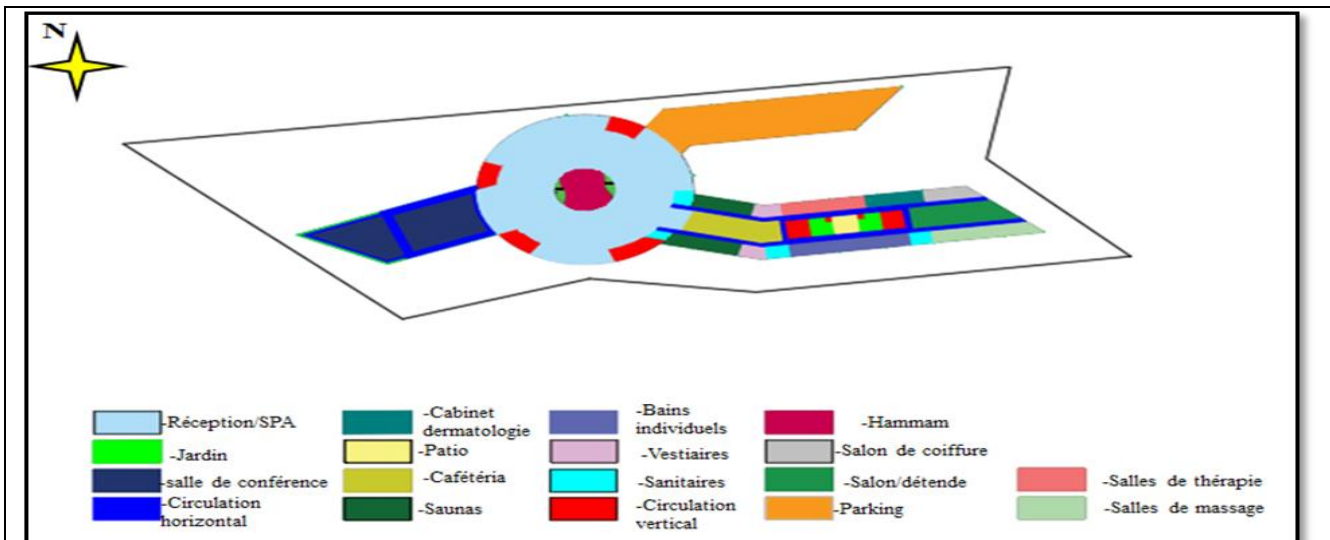 N
-Réception/SPA
-Jardin
-salle de conférence
-Circulation
horizontal
-Cabinet
dermatologie
-Patio
-Cafétéria
-Saunas
-Bains
individuels
-Vestiaires
-Sanitaires
-Circulation
vertical
-Hammam
-Salon de coiffure
-Salon/détende
-Parking
-Salles de thérapie
-Salles de massage